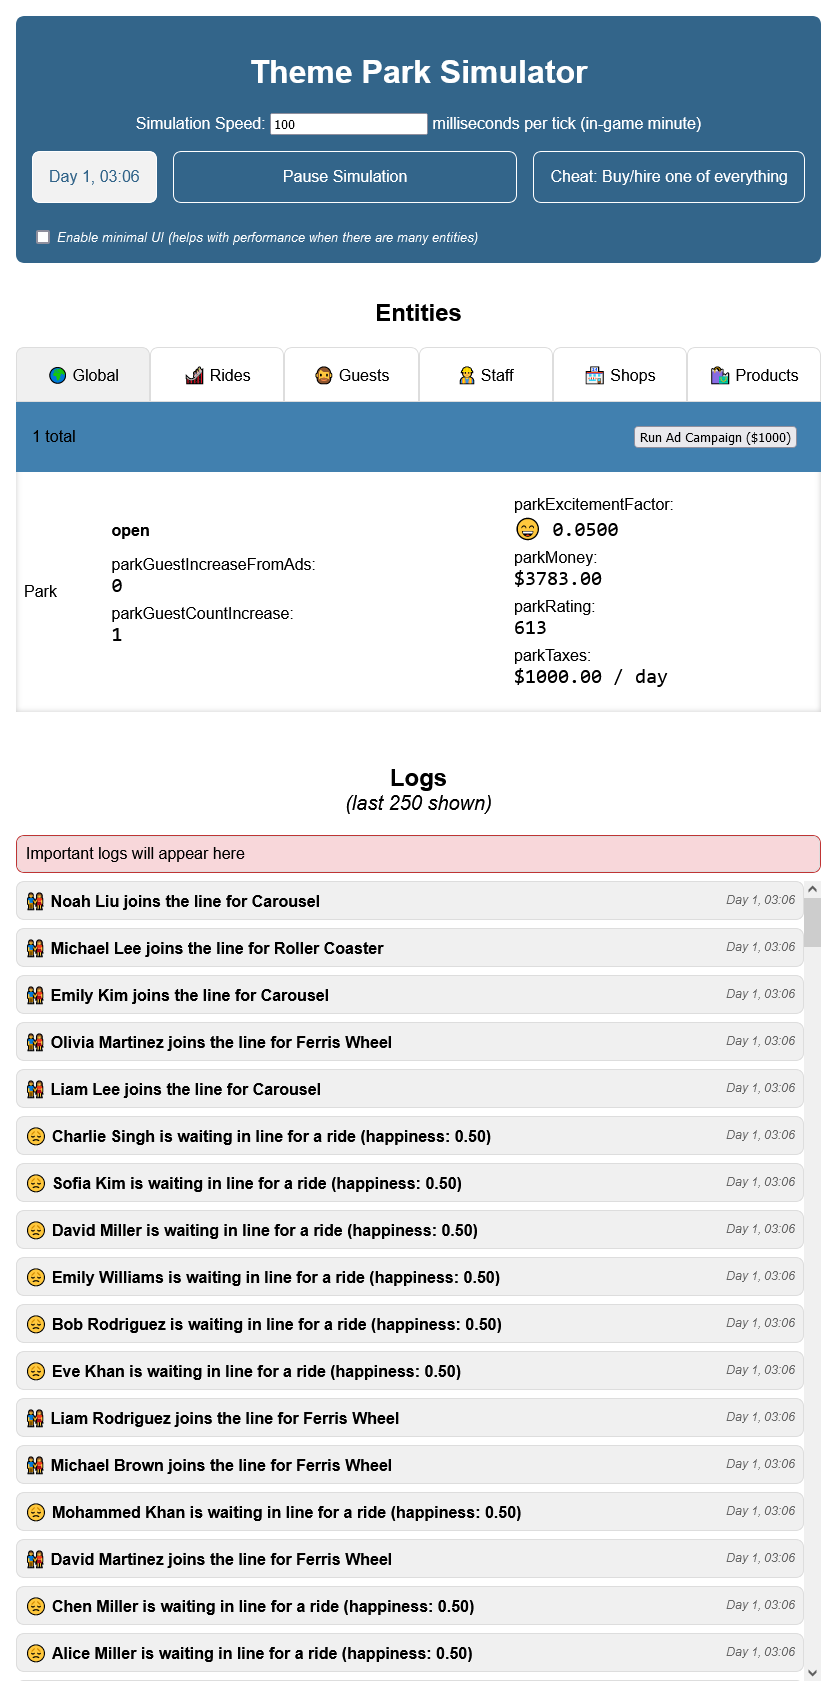 Theme Park Simulator
Simulation Speed: 100 milliseconds per tick (in-game minute)
Day 1, 03:06
Pause Simulation
Cheat: Buy/hire one of everything
Enable minimal UI (helps with performance when there are many entities)
Entities
Global
Rides
Guests
Staff
Shops
Products
1 total
Run Ad Campaign ($1000)
Park
open
parkGuestIncreaseFromAds:
0
parkGuestCountIncrease:
1
parkExcitementFactor:
0.0500
parkMoney:
$3783.00
parkRating:
613
parkTaxes:
$1000.00 / day
Logs
(last 250 shown)
Important logs will appear here
Noah Liu joins the line for Carousel Day 1, 03:06
Michael Lee joins the line for Roller Coaster Day 1, 03:06
Emily Kim joins the line for Carousel Day 1, 03:06
Olivia Martinez joins the line for Ferris Wheel Day 1, 03:06
Liam Lee joins the line for Carousel Day 1, 03:06
Charlie Singh is waiting in line for a ride (happiness: 0.50) Day 1, 03:06
Sofia Kim is waiting in line for a ride (happiness: 0.50) Day 1, 03:06
David Miller is waiting in line for a ride (happiness: 0.50) Day 1, 03:06
Emily Williams is waiting in line for a ride (happiness: 0.50) Day 1, 03:06
Bob Rodriguez is waiting in line for a ride (happiness: 0.50) Day 1, 03:06
Eve Khan is waiting in line for a ride (happiness: 0.50) Day 1, 03:06
Liam Rodriguez joins the line for Ferris Wheel Day 1, 03:06
Michael Brown joins the line for Ferris Wheel Day 1, 03:06
Mohammed Khan is waiting in line for a ride (happiness: 0.50) Day 1, 03:06
David Martinez joins the line for Ferris Wheel Day 1, 03:06
Chen Miller is waiting in line for a ride (happiness: 0.50) Day 1, 03:06
Alice Miller is waiting in line for a ride (happiness: 0.50) Day 1, 03:06